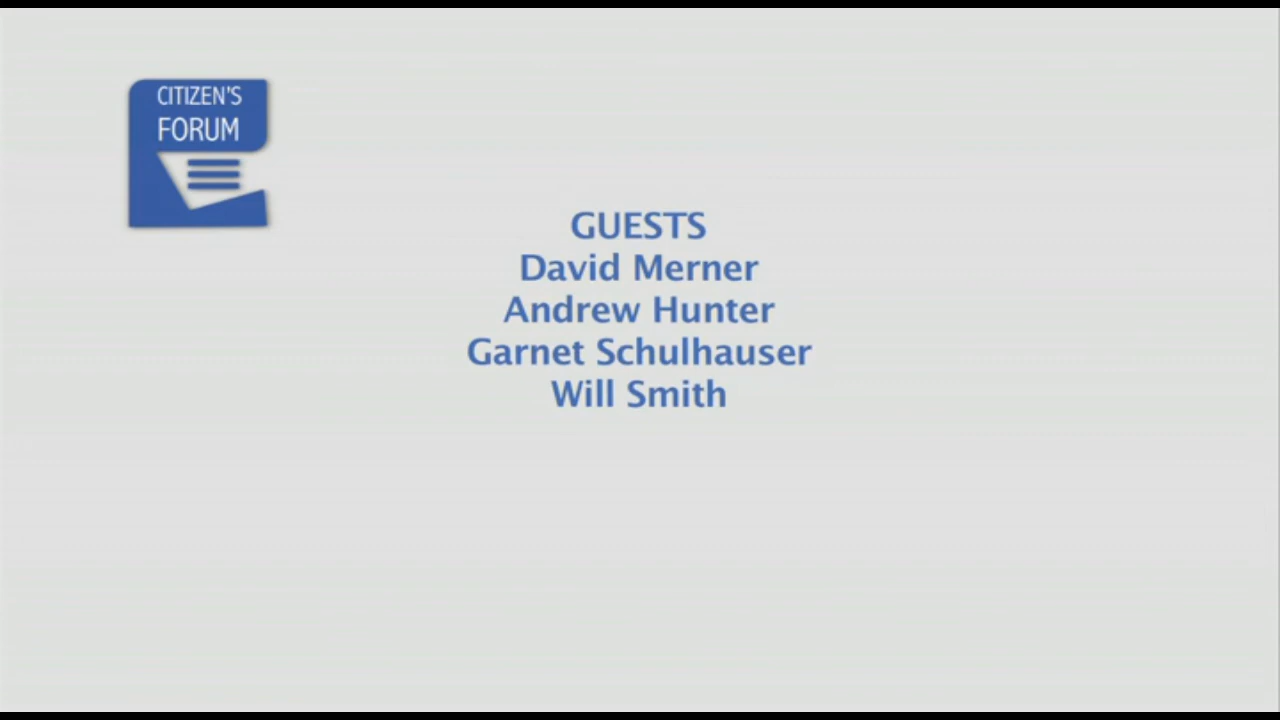 CITIZEN'S
FORUM
GUESTS
David Merner
Andrew Hunter
Garnet Schulhauser
Will Smith